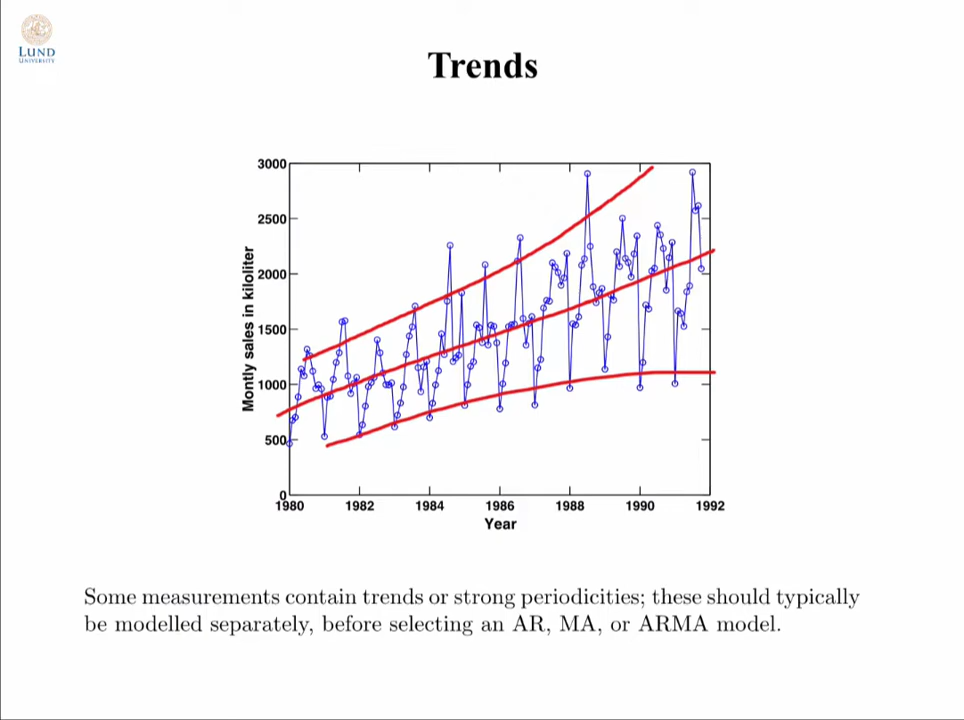 LUND
UNIVERSITY
Trends
3000
2500
2000
1500
1000
500
0
1980 1982 1984 1986 1988 1990 1992
Montly sales in kiloliter
Year
Some measurements contain trends or strong periodicities; these should typically
be modelled separately, before selecting an AR, MA, or ARMA model.